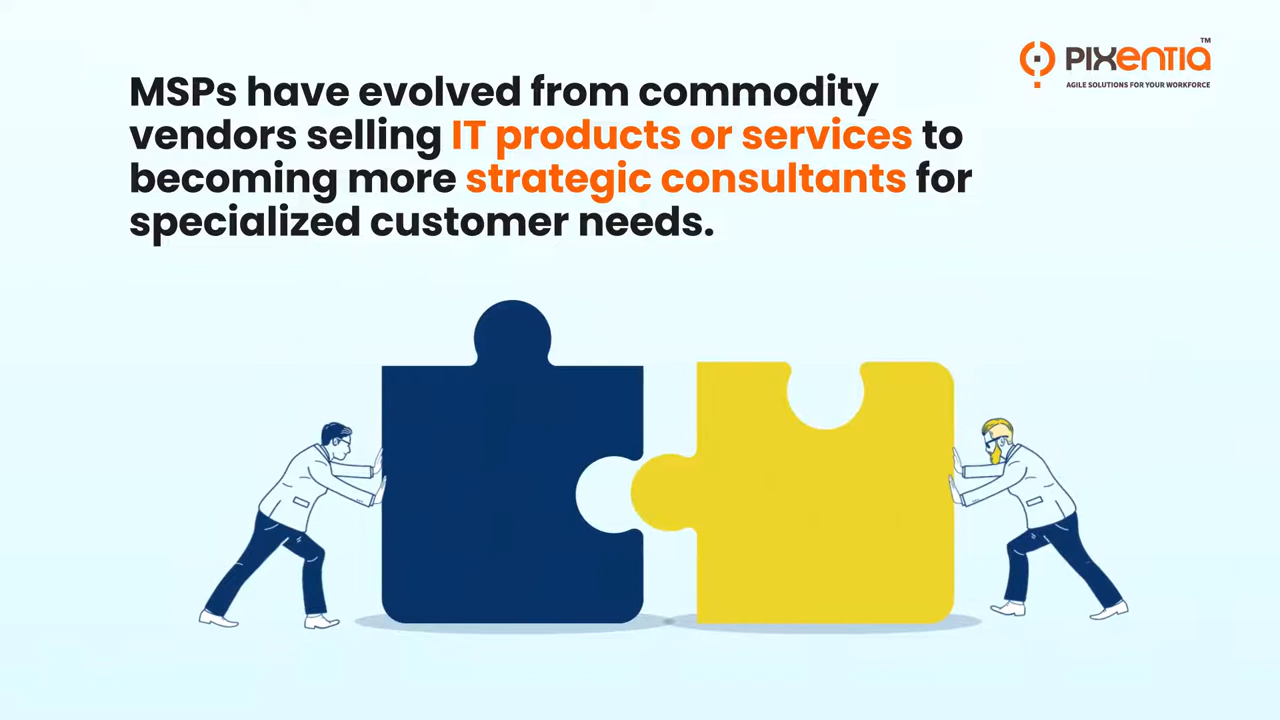 MSPs have evolved from commodity
vendors selling IT products or services to
becoming more strategic consultants for
specialized customer needs.
PIXENTIA™
AGILE SOLUTIONS FOR YOUR WORKFORCE